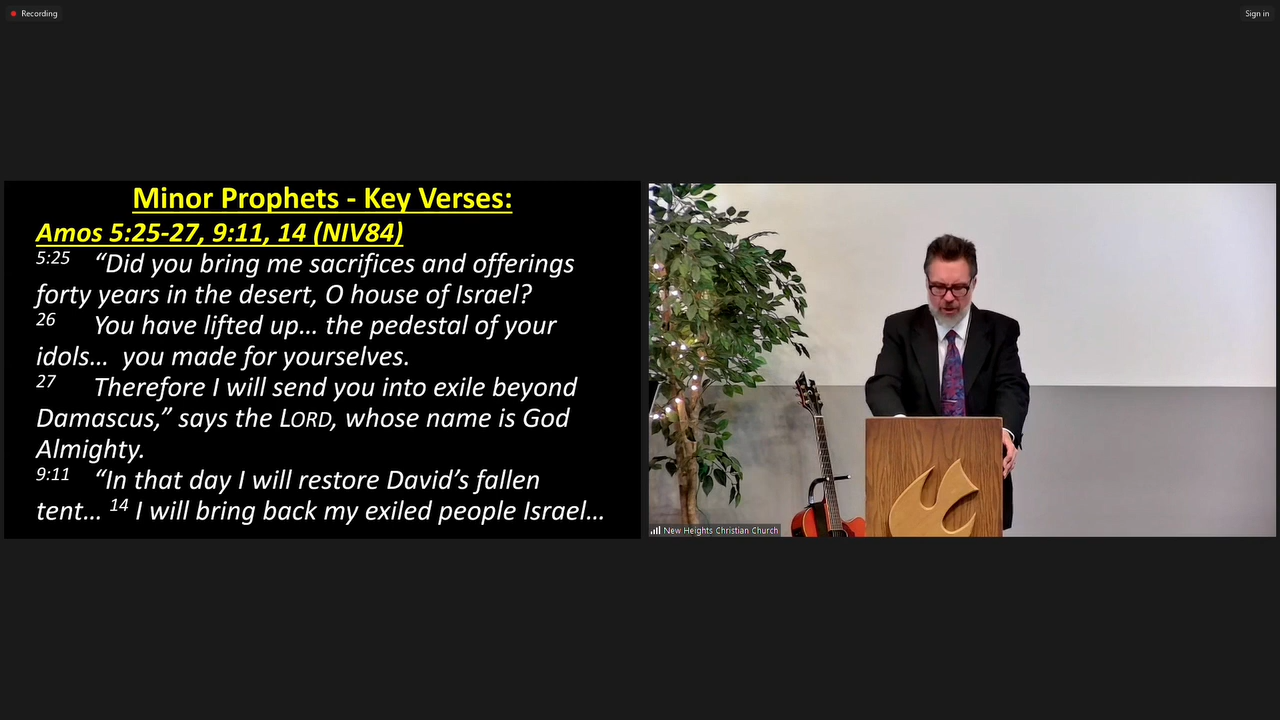 Recording
Sign in
Minor Prophets - Key Verses:
Amos 5:25-27, 9:11, 14 (NIV84)
5:25 “Did you bring me sacrifices and offerings
forty years in the desert, O house of Israel?
26 You have lifted up... the pedestal of your
idols... you made for yourselves.
27 Therefore I will send you into exile beyond
Damascus,” says the LORD, whose name is God
Almighty.
9:11 “In that day I will restore David’s fallen
tent... 14 I will bring back my exiled people Israel...
New Heights Christian Church